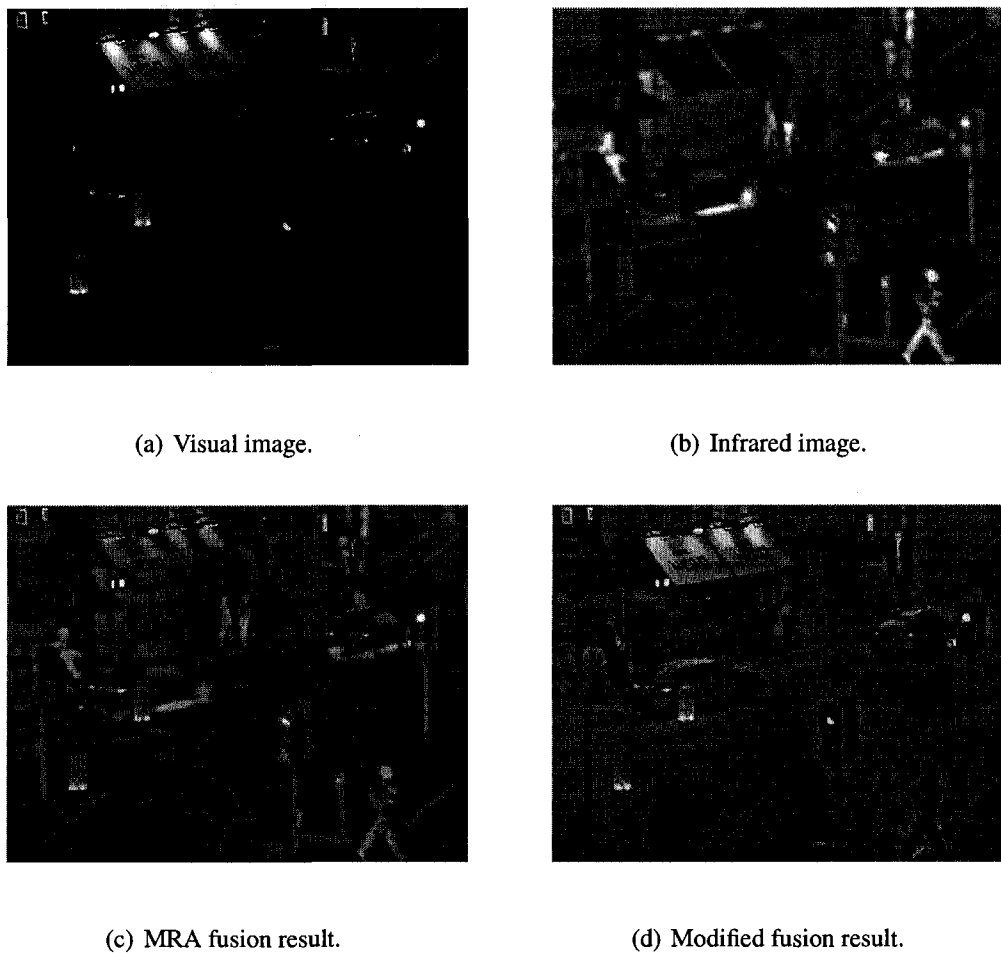 (a) Visual image.
(b) Infrared image.
(c) MRA fusion result.
(d) Modified fusion result.